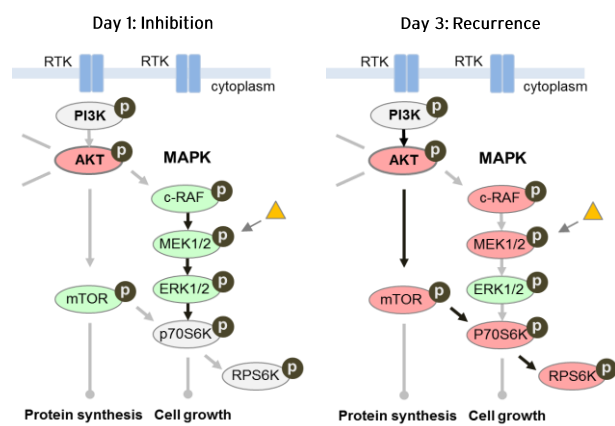 Day 1: Inhibition
RTK
RTK
cytoplasm
PI3K
p
AKT
p
MAPK
c-RAF
p
MEK1/2
p
mTOR
p
ERK1/2
p
p70S6K
p
RPS6K
p
Protein synthesis
Cell growth
Day 3: Recurrence
RTK
RTK
cytoplasm
PI3K
p
AKT
p
MAPK
c-RAF
p
MEK1/2
p
mTOR
p
ERK1/2
p
P70S6K
p
RPS6K
p
Protein synthesis
Cell growth